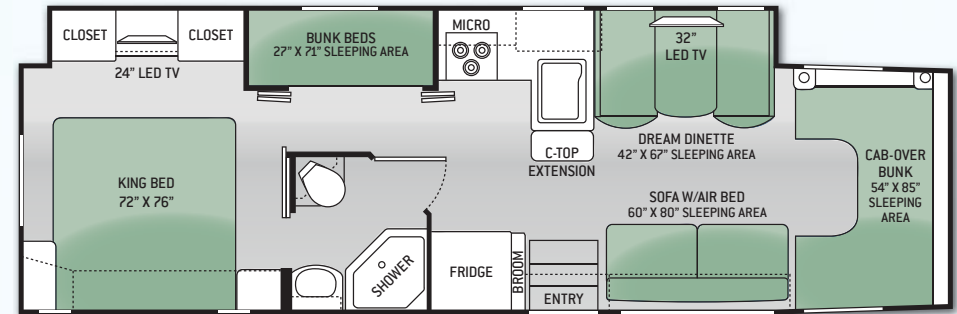 CLOSET
CLOSET
24" LED TV
BUNK BEDS
27" X 71" SLEEPING AREA
MICRO
32"
LED TV
C-TOP
EXTENSION
DREAM DINETTE
42" X 67" SLEEPING AREA
CAB-OVER
BUNK
54" X 85"
SLEEPING
AREA
KING BED
72" X 76"
SOFA W/AIR BED
60" X 80" SLEEPING AREA
SHOWER
FRIDGE
BROOM
ENTRY